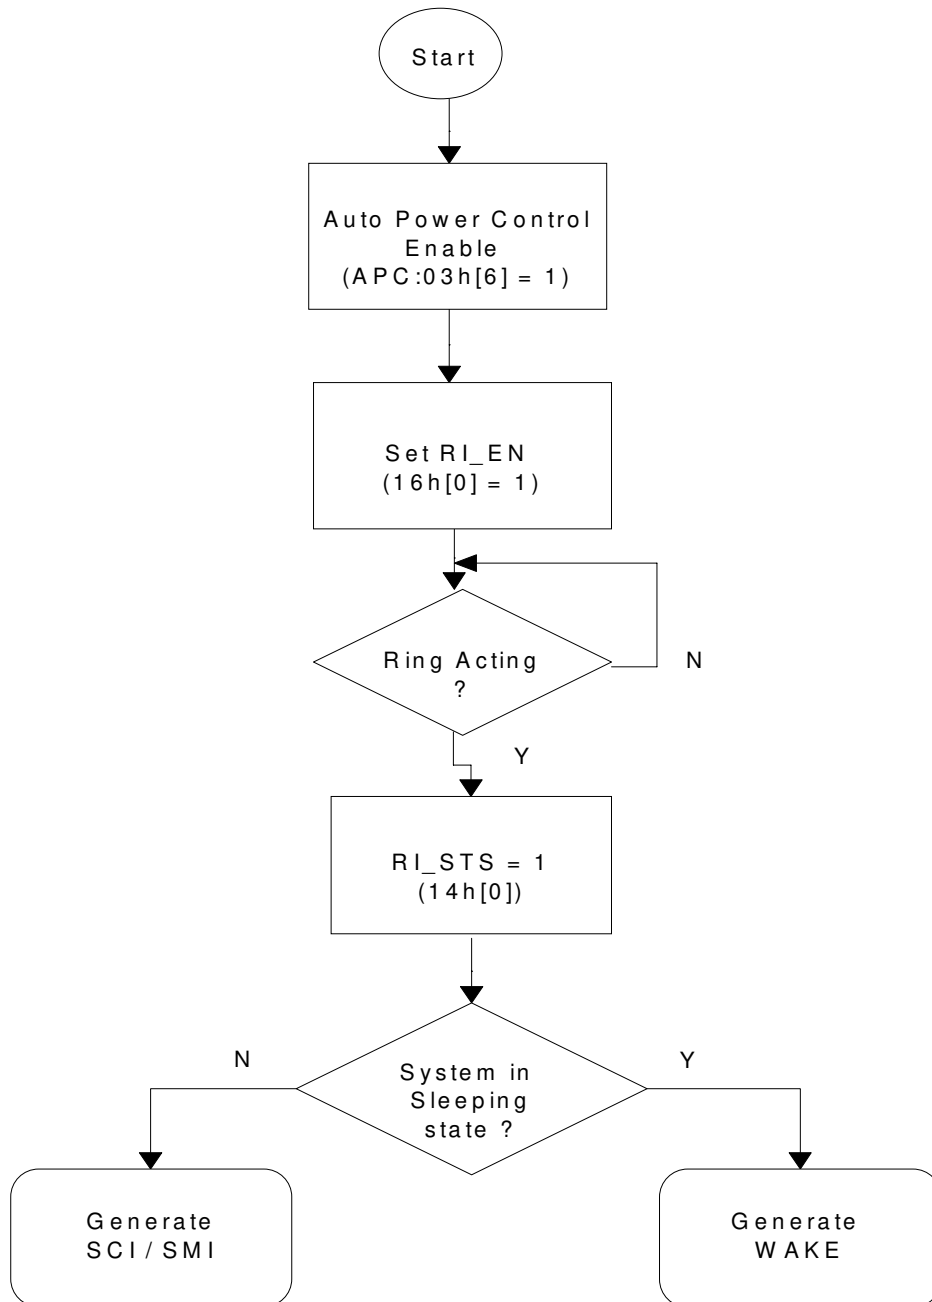 Start
Auto Power Control
Enable
(APC:03h[6] = 1)
Set RI_EN
(16h[0] = 1)
Ring Acting
?
N
Y
RI_STS = 1
(14h[0])
N
Y
System in
Sleeping
state ?
Generate
SCI / SMI
Generate
WAKE